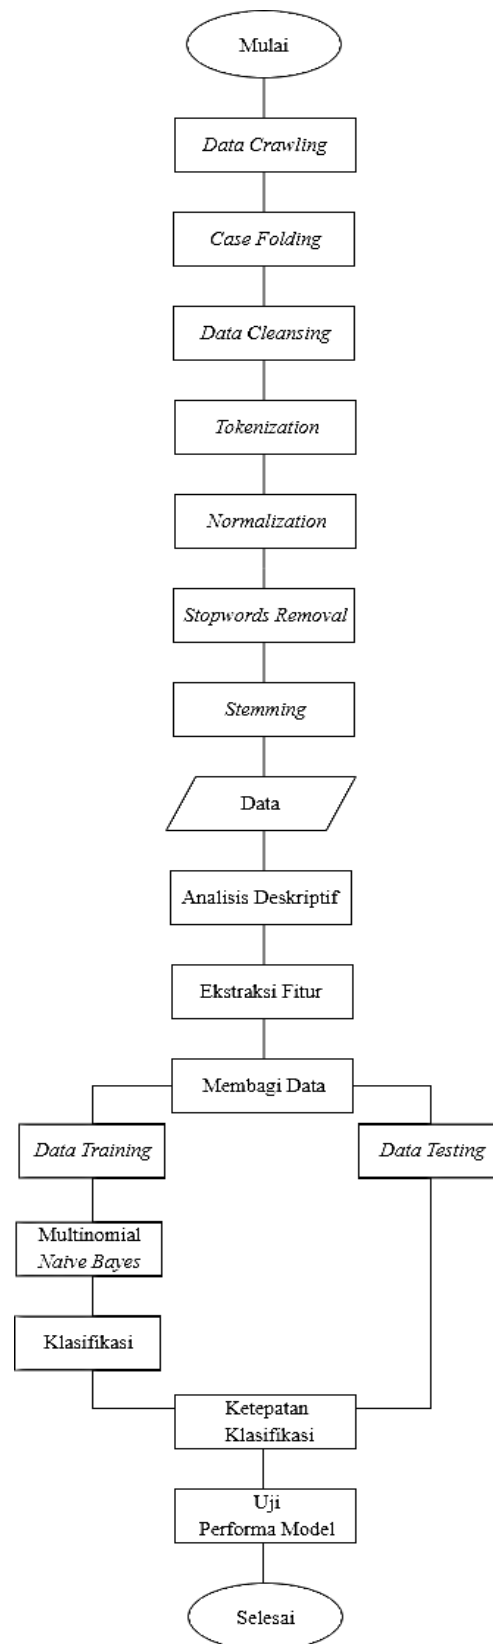 Mulai
Data Crawling
Case Folding
Data Cleansing
Tokenization
Normalization
Stopwords Removal
Stemming
Data
Analisis Deskriptif
Ekstraksi Fitur
Membagi Data
Data Training
Data Testing
Multinomial
Naive Bayes
Klasifikasi
Ketepatan
Klasifikasi
Uji
Performa Model
Selesai